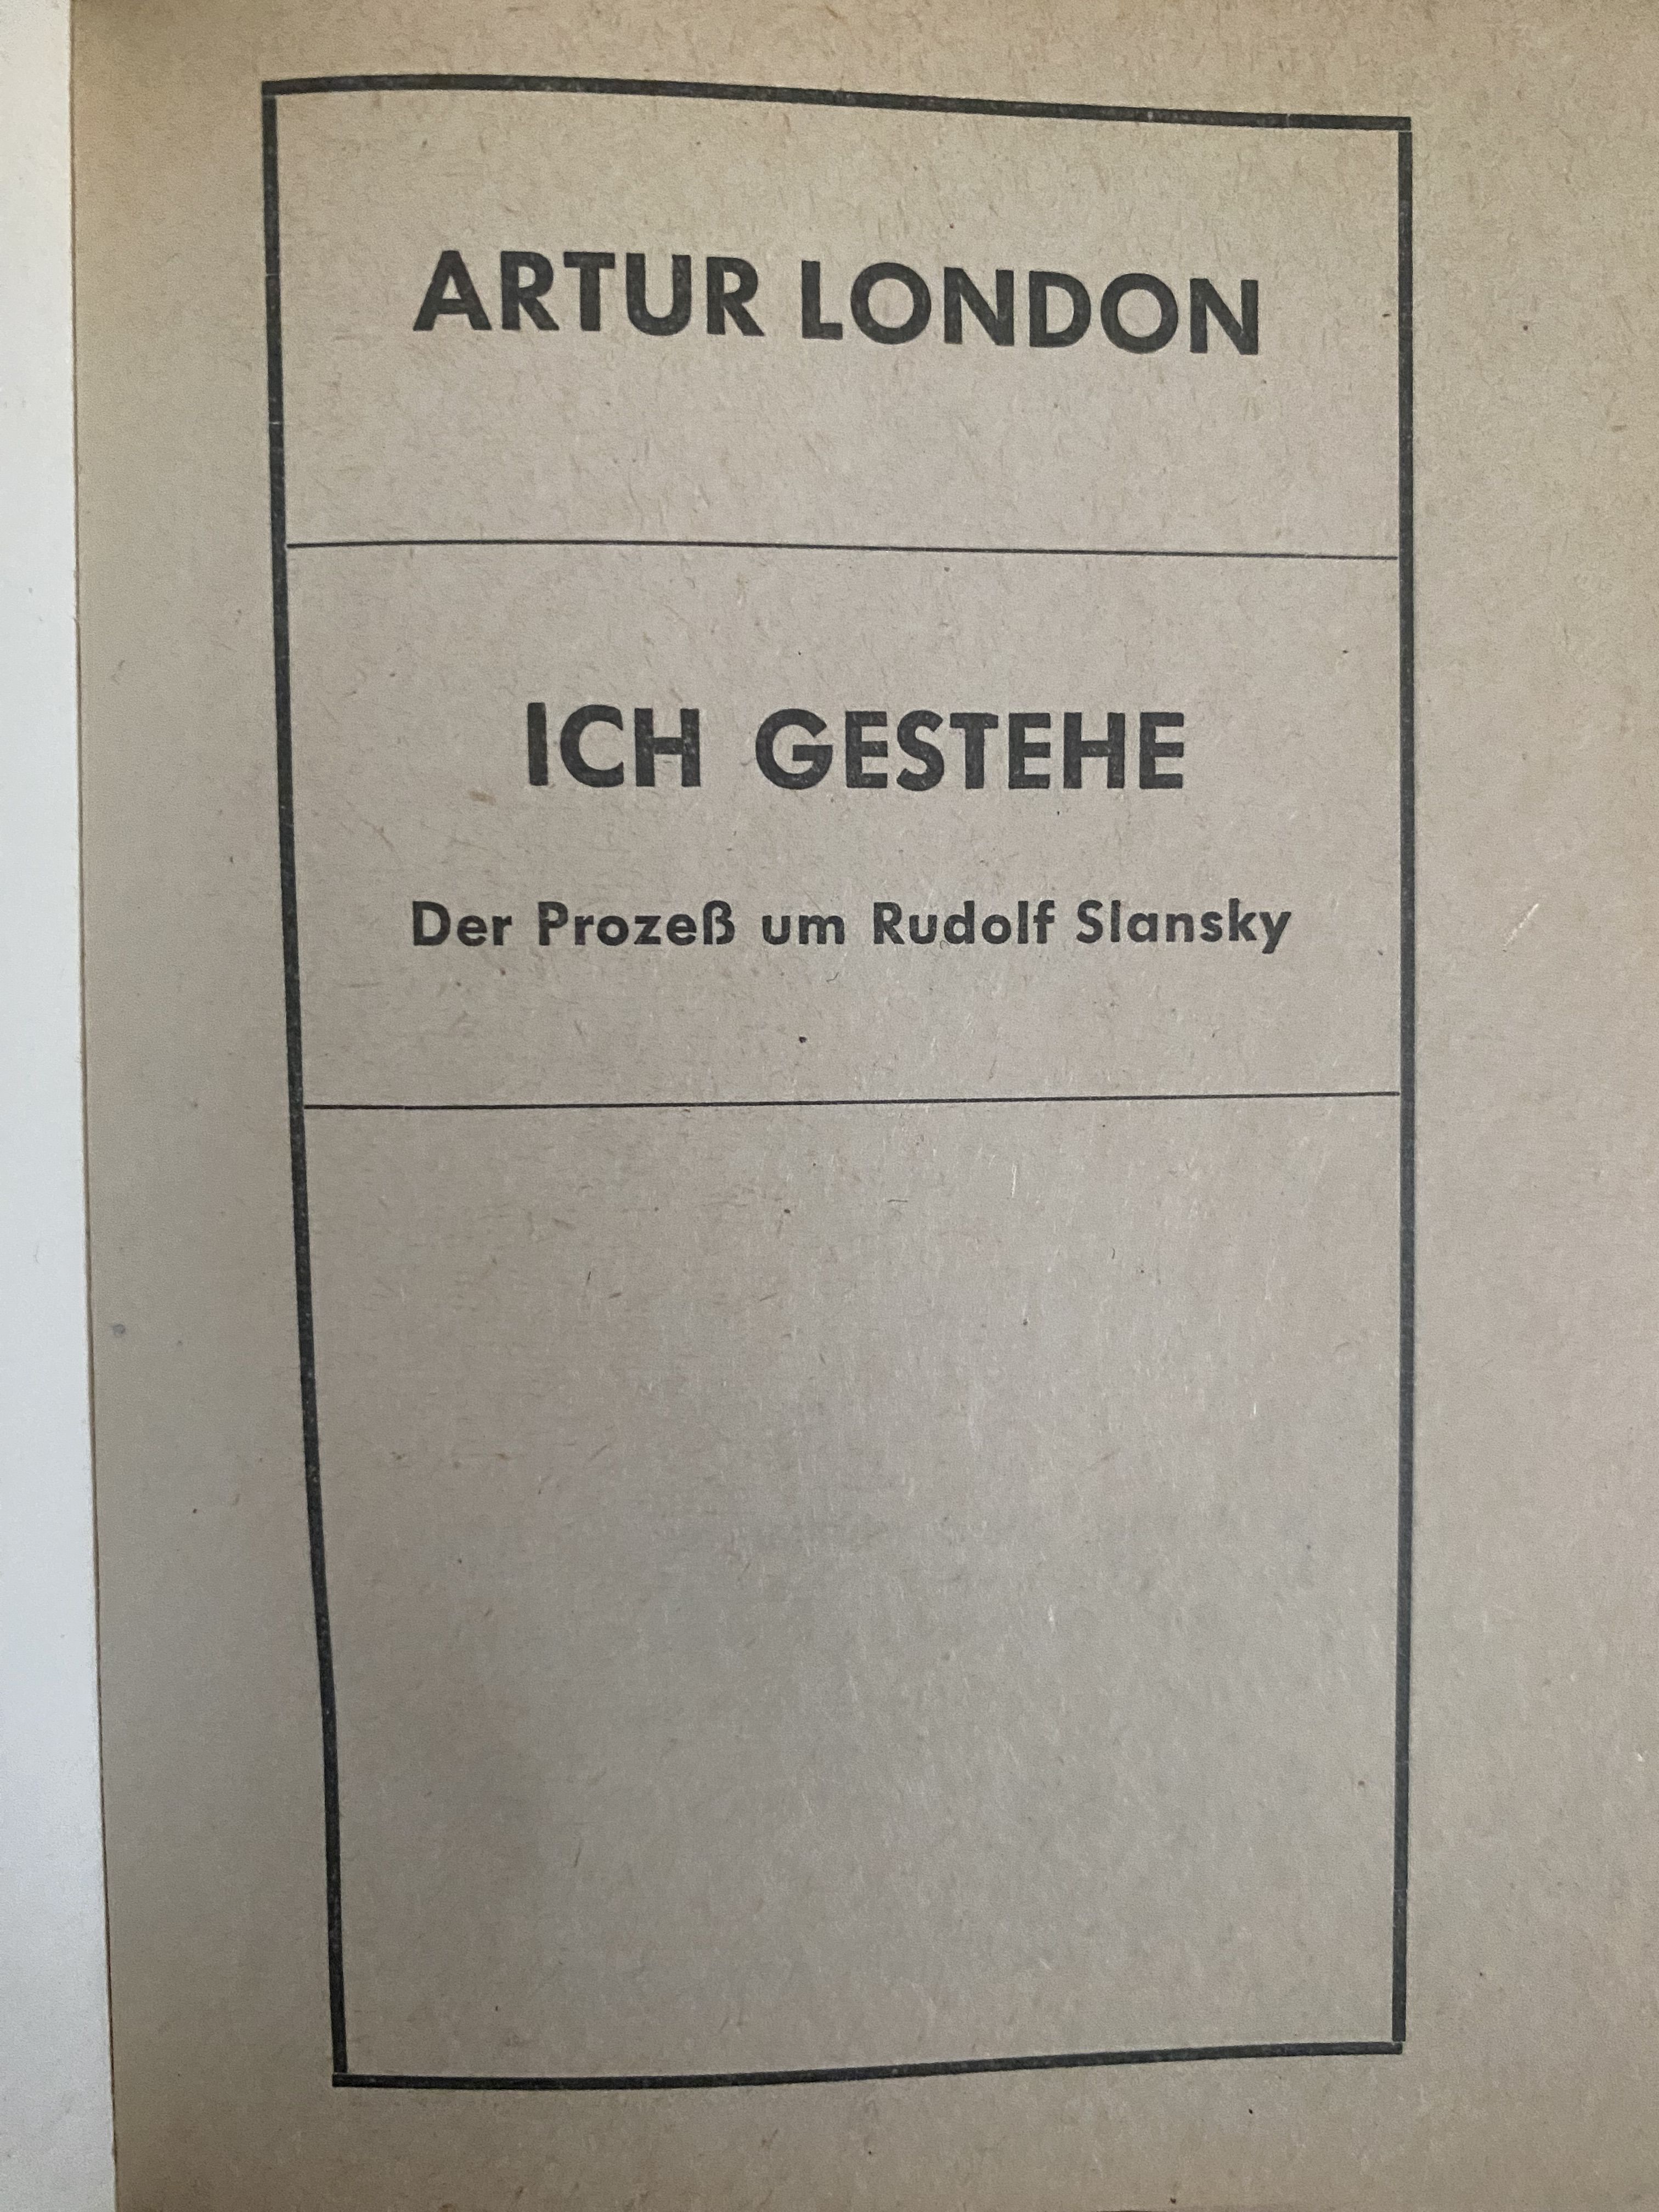 ARTUR LONDON
ICH GESTEHE
Der Prozeß um Rudolf Slansky